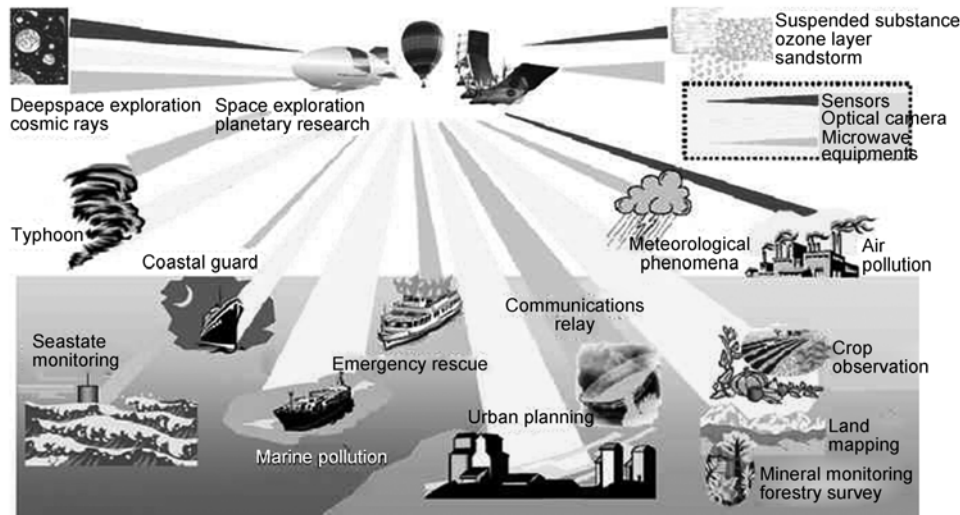 Deepspace exploration
cosmic rays
Space exploration
planetary research
Suspended substance
ozone layer
sandstorm
Sensors
Optical camera
Microwave
equipments
Typhoon
Meteorological
phenomena
Air
pollution
Coastal guard
Communications
relay
Seastate
monitoring
Emergency rescue
Crop
observation
Urban planning
Marine pollution
Land
mapping
Mineral monitoring
forestry survey